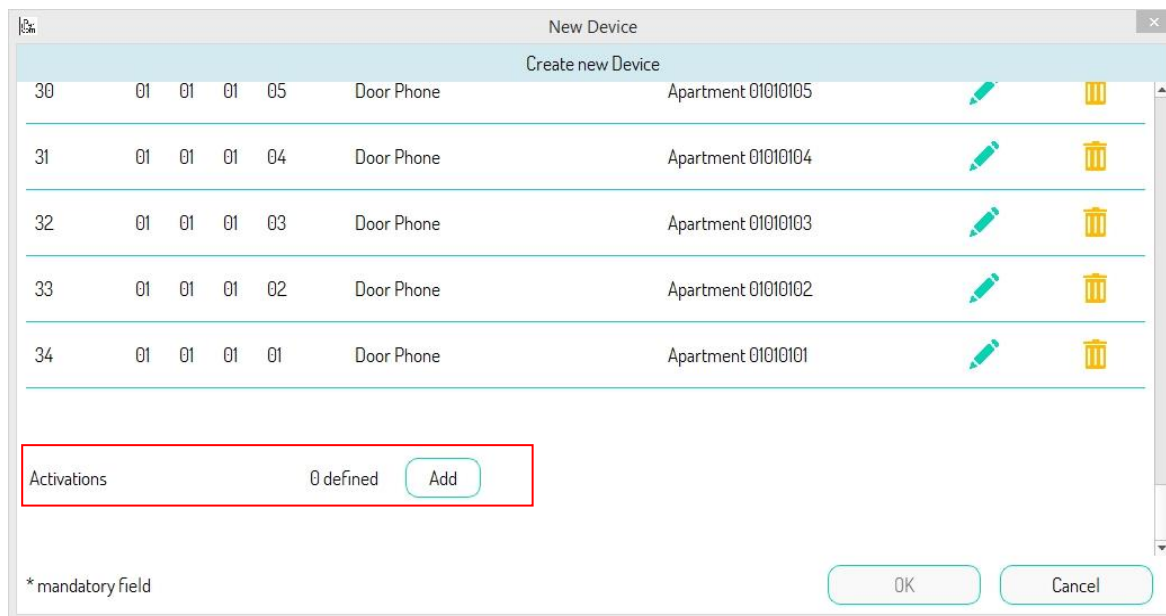 New Device
Create new Device
30 01 01 01 05 Door Phone Apartment 01010105
31 01 01 01 04 Door Phone Apartment 01010104
32 01 01 01 03 Door Phone Apartment 01010103
33 01 01 01 02 Door Phone Apartment 01010102
34 01 01 01 01 Door Phone Apartment 01010101
Activations 0 defined Add
* mandatory field OK Cancel